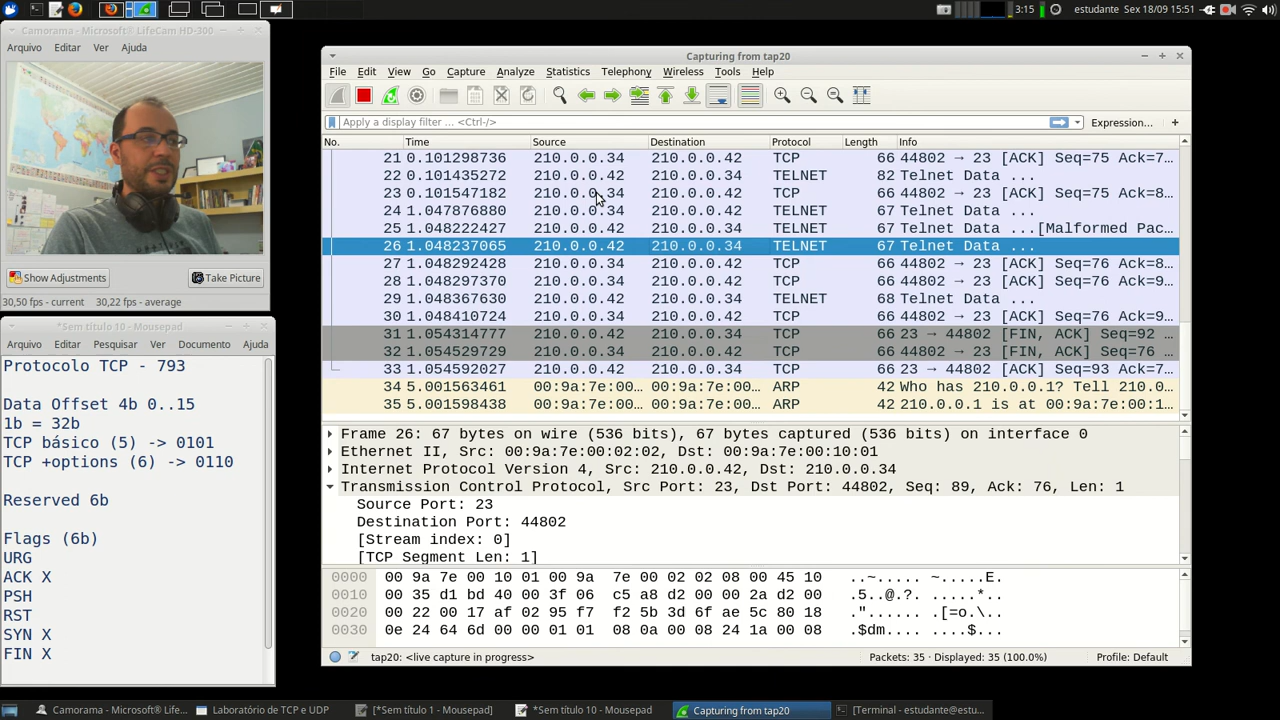 3:15
estudante Sex 18/09 15:51
Camorama - Microsoft® LifeCam HD-300
Arquivo Editar Ver Ajuda
Show Adjustments
Take Picture
30,50 fps - current 30,22 fps - average
*Sem título 10 - Mousepad
Arquivo Editar Pesquisar Ver Documento Ajuda
Protocolo TCP - 793
Data Offset 4b 0..15
1b = 32b
TCP básico (5) -> 0101
TCP +options (6) -> 0110
Reserved 6b
Flags (6b)
URG
ACK X
PSH
RST
SYN X
FIN X
Capturing from tap20
File Edit View Go Capture Analyze Statistics Telephony Wireless Tools Help
Apply a display filter ... <Ctrl-/>
Expression...
+
No. Time Source Destination Protocol Length Info
21 0.101298736 210.0.0.34 210.0.0.42 TCP 66 44802 → 23 [ACK] Seq=75 Ack=7…
22 0.101435272 210.0.0.42 210.0.0.34 TELNET 82 Telnet Data ...
23 0.101547182 210.0.0.34 210.0.0.42 TCP 66 44802 → 23 [ACK] Seq=75 Ack=8…
24 1.047876880 210.0.0.34 210.0.0.42 TELNET 67 Telnet Data ...
25 1.048222427 210.0.0.42 210.0.0.34 TELNET 67 Telnet Data ...[Malformed Pac…
26 1.048237065 210.0.0.42 210.0.0.34 TELNET 67 Telnet Data ...
27 1.048292428 210.0.0.34 210.0.0.42 TCP 66 44802 → 23 [ACK] Seq=76 Ack=8…
28 1.048297370 210.0.0.34 210.0.0.42 TCP 66 44802 → 23 [ACK] Seq=76 Ack=9…
29 1.048367630 210.0.0.42 210.0.0.34 TELNET 68 Telnet Data ...
30 1.048410724 210.0.0.34 210.0.0.42 TCP 66 44802 → 23 [ACK] Seq=76 Ack=9…
31 1.054314777 210.0.0.42 210.0.0.34 TCP 66 23 → 44802 [FIN, ACK] Seq=92 …
32 1.054529729 210.0.0.34 210.0.0.42 TCP 66 44802 → 23 [FIN, ACK] Seq=76 …
33 1.054592027 210.0.0.42 210.0.0.34 TCP 66 23 → 44802 [ACK] Seq=93 Ack=7…
34 5.001563461 00:9a:7e:00… 00:9a:7e:00… ARP 42 Who has 210.0.0.1? Tell 210.0…
35 5.001598438 00:9a:7e:00… 00:9a:7e:00… ARP 42 210.0.0.1 is at 00:9a:7e:00:1…
Frame 26: 67 bytes on wire (536 bits), 67 bytes captured (536 bits) on interface 0
Ethernet II, Src: 00:9a:7e:00:02:02, Dst: 00:9a:7e:00:10:01
Internet Protocol Version 4, Src: 210.0.0.42, Dst: 210.0.0.34
Transmission Control Protocol, Src Port: 23, Dst Port: 44802, Seq: 89, Ack: 76, Len: 1
Source Port: 23
Destination Port: 44802
[Stream index: 0]
[TCP Segment Len: 1]
0000 00 9a 7e 00 10 01 00 9a 7e 00 02 02 08 00 45 10 ..~..... ~.....E.
0010 00 35 d1 bd 40 00 3f 06 c5 a8 d2 00 00 2a d2 00 .5..@.?. .....*..
0020 00 22 00 17 af 02 95 f7 f2 5b 3d 6f ae 5c 80 18 ."...... .[=o.\..
0030 0e 24 64 6d 00 00 01 01 08 0a 00 08 24 1a 00 08 .$dm.... ....$...
tap20: <live capture in progress>
Packets: 35 · Displayed: 35 (100.0%)
Profile: Default
Camorama - Microsoft® Life...
Laboratório de TCP e UDP
[*Sem título 1 - Mousepad]
*Sem título 10 - Mousepad
Capturing from tap20
[Terminal - estudante@estu...